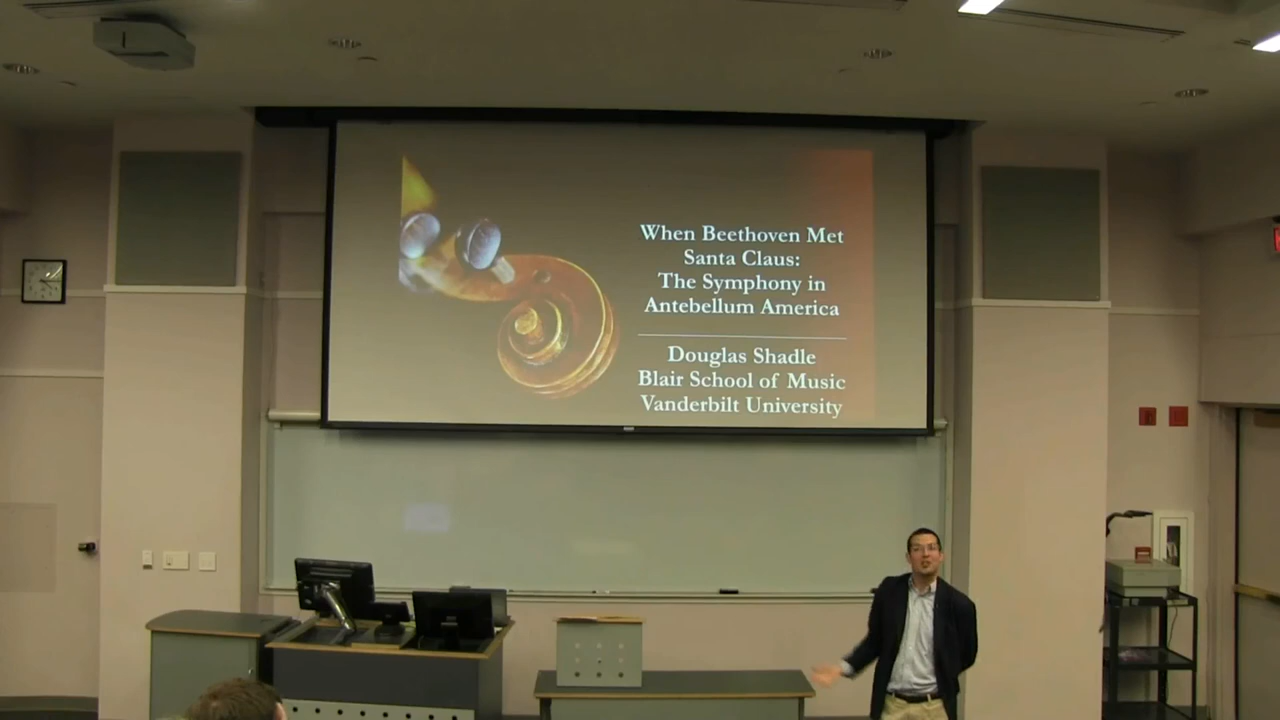 When Beethoven Met
Santa Claus:
The Symphony in
Antebellum America
Douglas Shadle
Blair School of Music
Vanderbilt University